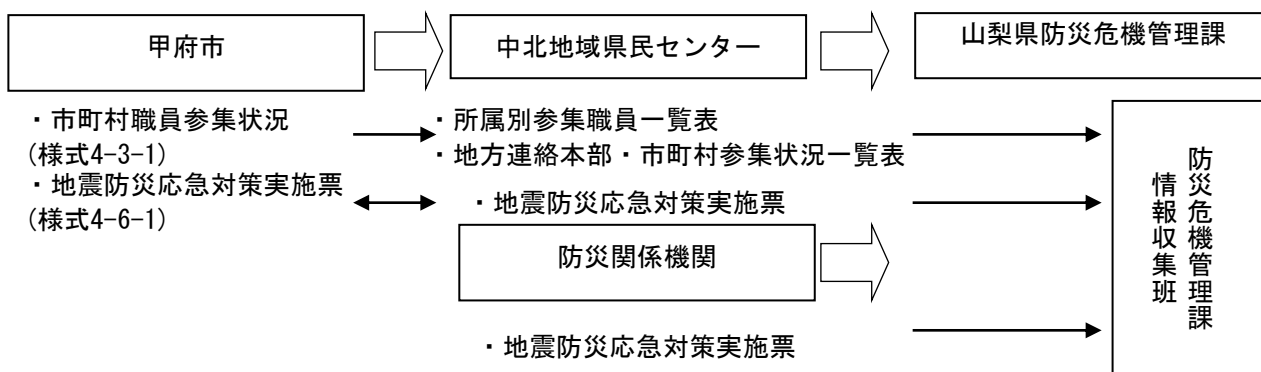 甲府市
中北地域県民センター
山梨県防災危機管理課
・市町村職員参集状況
(様式4-3-1)
・地震防災応急対策実施票
(様式4-6-1)
・所属別参集職員一覧表
・地方連絡本部・市町村参集状況一覧表
・地震防災応急対策実施票
防災関係機関
・地震防災応急対策実施票
防災危機管理課
情報収集班